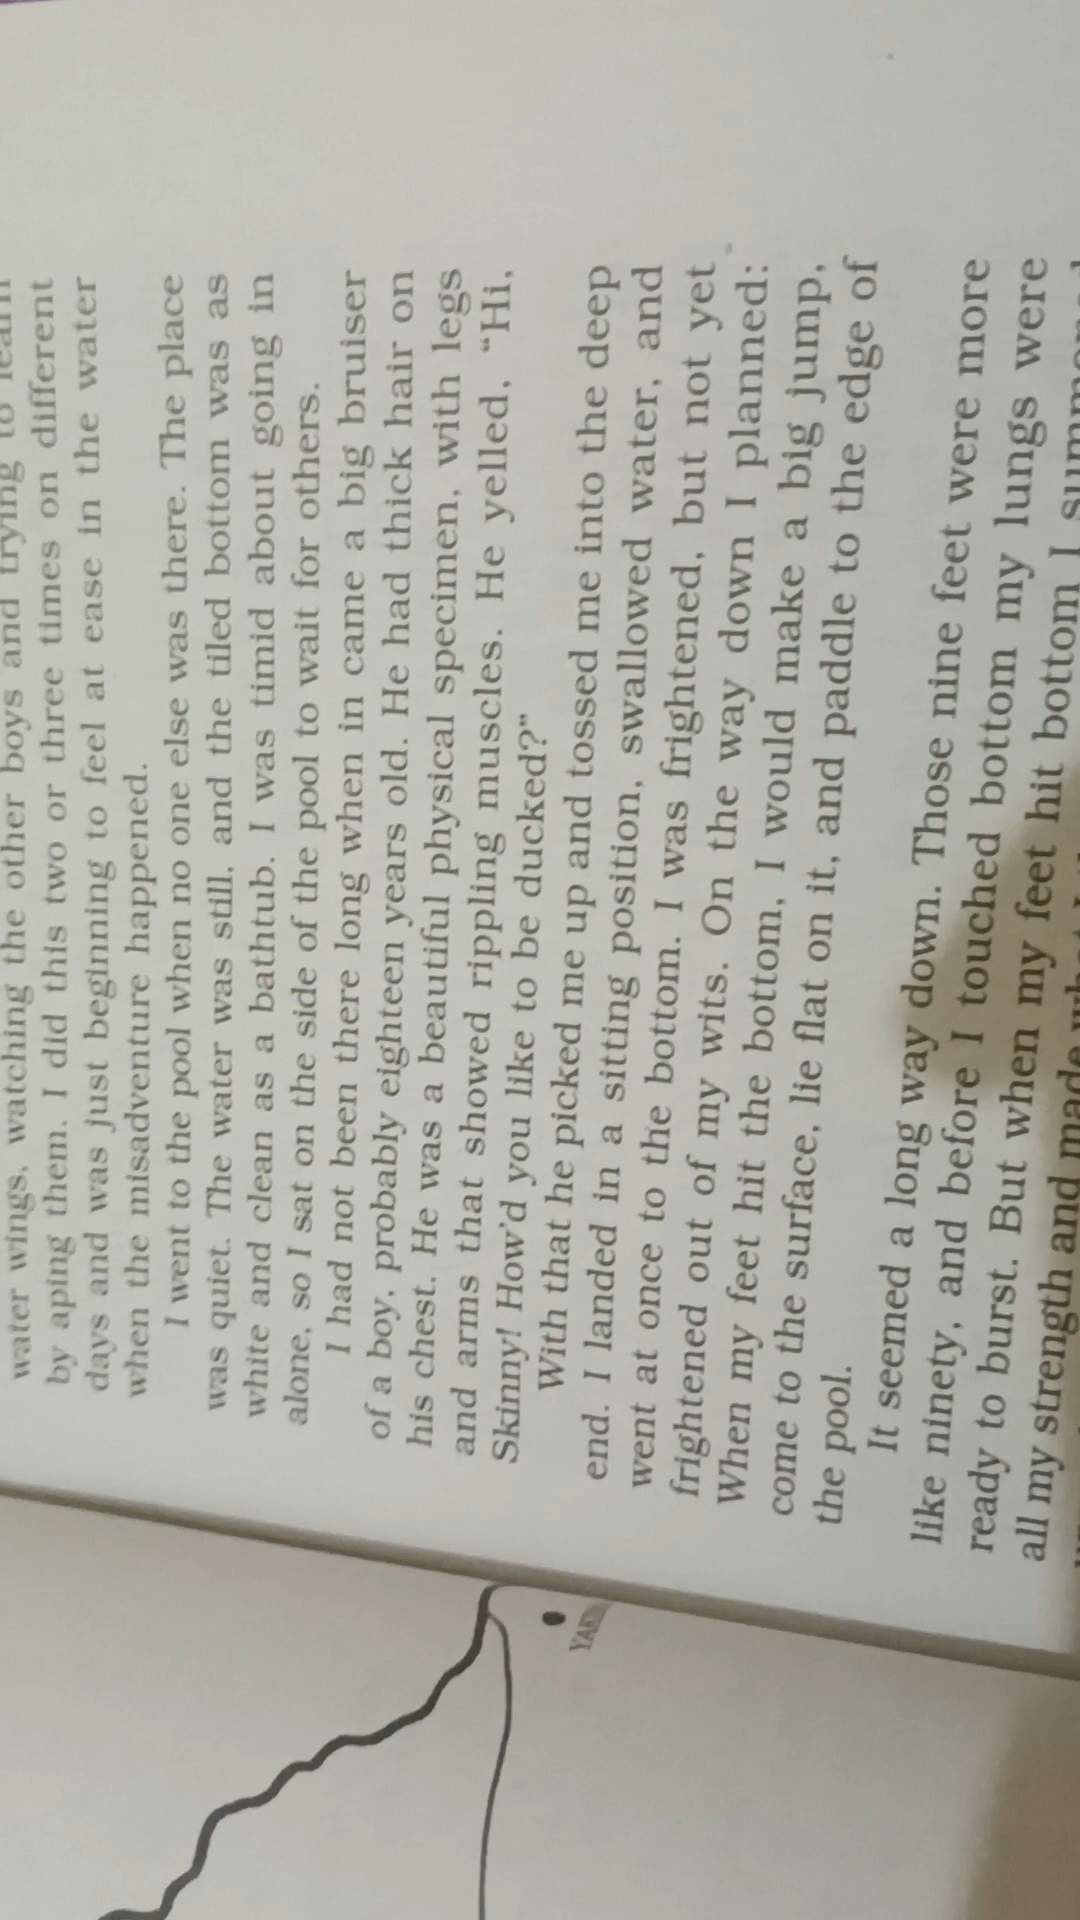 water wings, watching the other boys and trying to learn
by aping them. I did this two or three times on different
days and was just beginning to feel at ease in the water
when the misadventure happened.
I went to the pool when no one else was there. The place
was quiet. The water was still, and the tiled bottom was as
white and clean as a bathtub. I was timid about going in
alone, so I sat on the side of the pool to wait for others.
I had not been there long when in came a big bruiser
of a boy, probably eighteen years old. He had thick hair on
his chest. He was a beautiful physical specimen, with legs
and arms that showed rippling muscles. He yelled, “Hi,
Skinny! How'd you like to be ducked?”
With that he picked me up and tossed me into the deep
end. I landed in a sitting position, swallowed water, and
went at once to the bottom. I was frightened, but not yet
frightened out of my wits. On the way down I planned:
When my feet hit the bottom, I would make a big jump,
come to the surface, lie flat on it, and paddle to the edge of
the pool.
It seemed a long way down. Those nine feet were more
like ninety, and before I touched bottom my lungs were
ready to burst. But when my feet hit bottom I summoned
all my strength and made what I